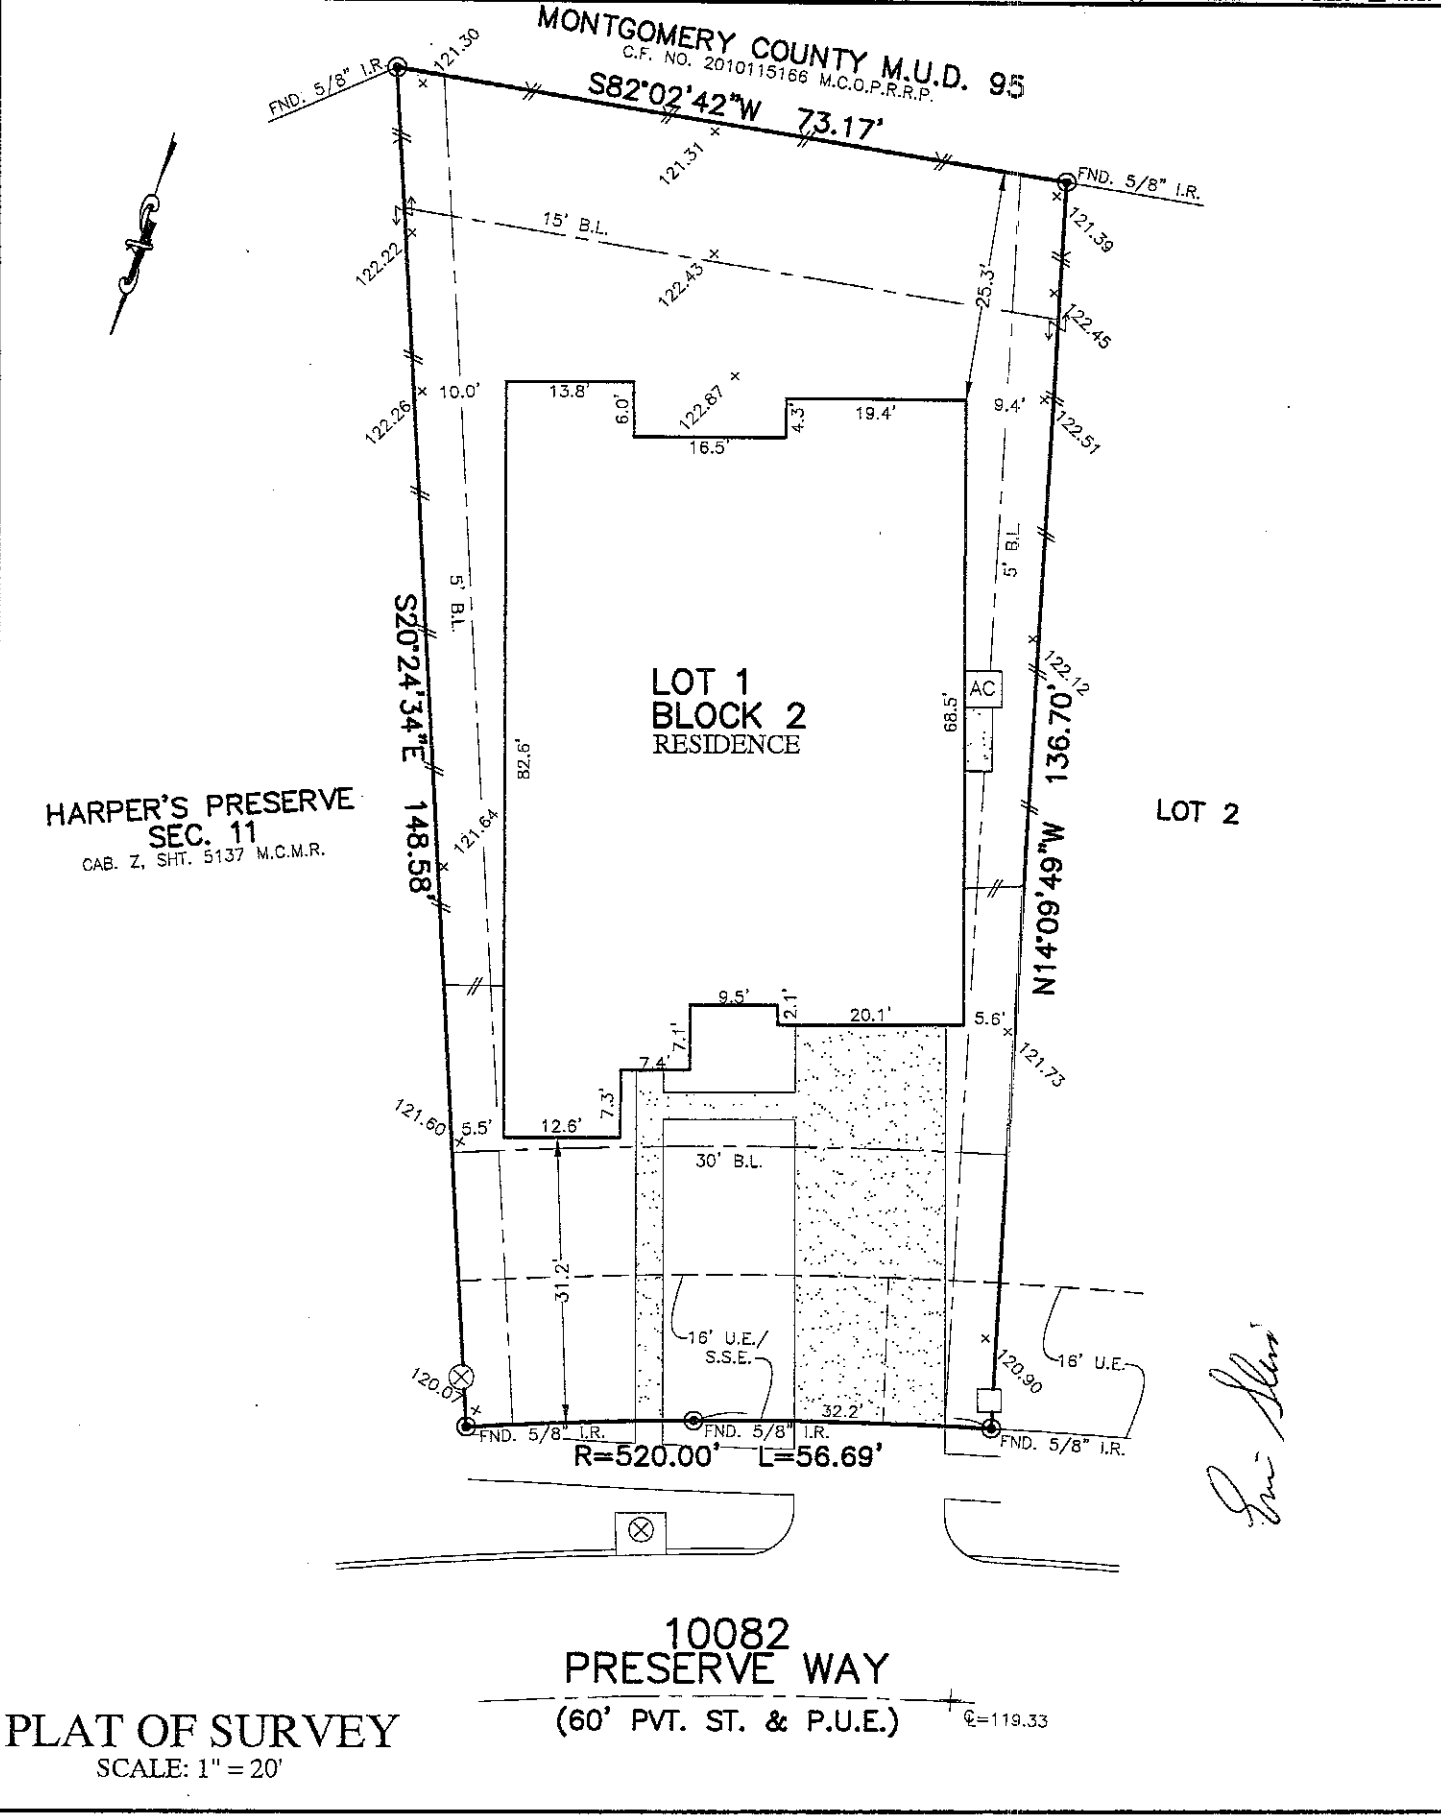 MONTGOMERY COUNTY M.U.D. 95
C.F. NO. 2010115166 M.C.O.P.R.R.P.
S82°02'42"W 73.17'
FND. 5/8" I.R.
121.30
121.31
FND. 5/8" I.R.
121.39
15' B.L.
122.22
122.43
25.3'
122.45
10.0'
13.8'
6.0'
122.87
4.3'
19.4'
9.4'
122.26
16.5'
122.51
5' B.L.
5' B.L.
S20°24'34"E 148.58'
LOT 1
BLOCK 2
RESIDENCE
82.6'
68.5'
AC
122.12
N14°09'49"W 136.70'
HARPER'S PRESERVE
SEC. 11
CAB. Z, SHT. 5137 M.C.M.R.
121.64
LOT 2
9.5'
2.1'
20.1'
5.6'
7.1'
7.4'
7.3'
121.73
121.60
5.5'
12.6'
30' B.L.
31.2'
16' U.E./
S.S.E.
16' U.E.
120.07
120.90
32.2'
FND. 5/8" I.R.
FND. 5/8" I.R.
FND. 5/8" I.R.
R=520.00' L=56.69'
10082
PRESERVE WAY
(60' PVT. ST. & P.U.E.)
℄=119.33
PLAT OF SURVEY
SCALE: 1" = 20'